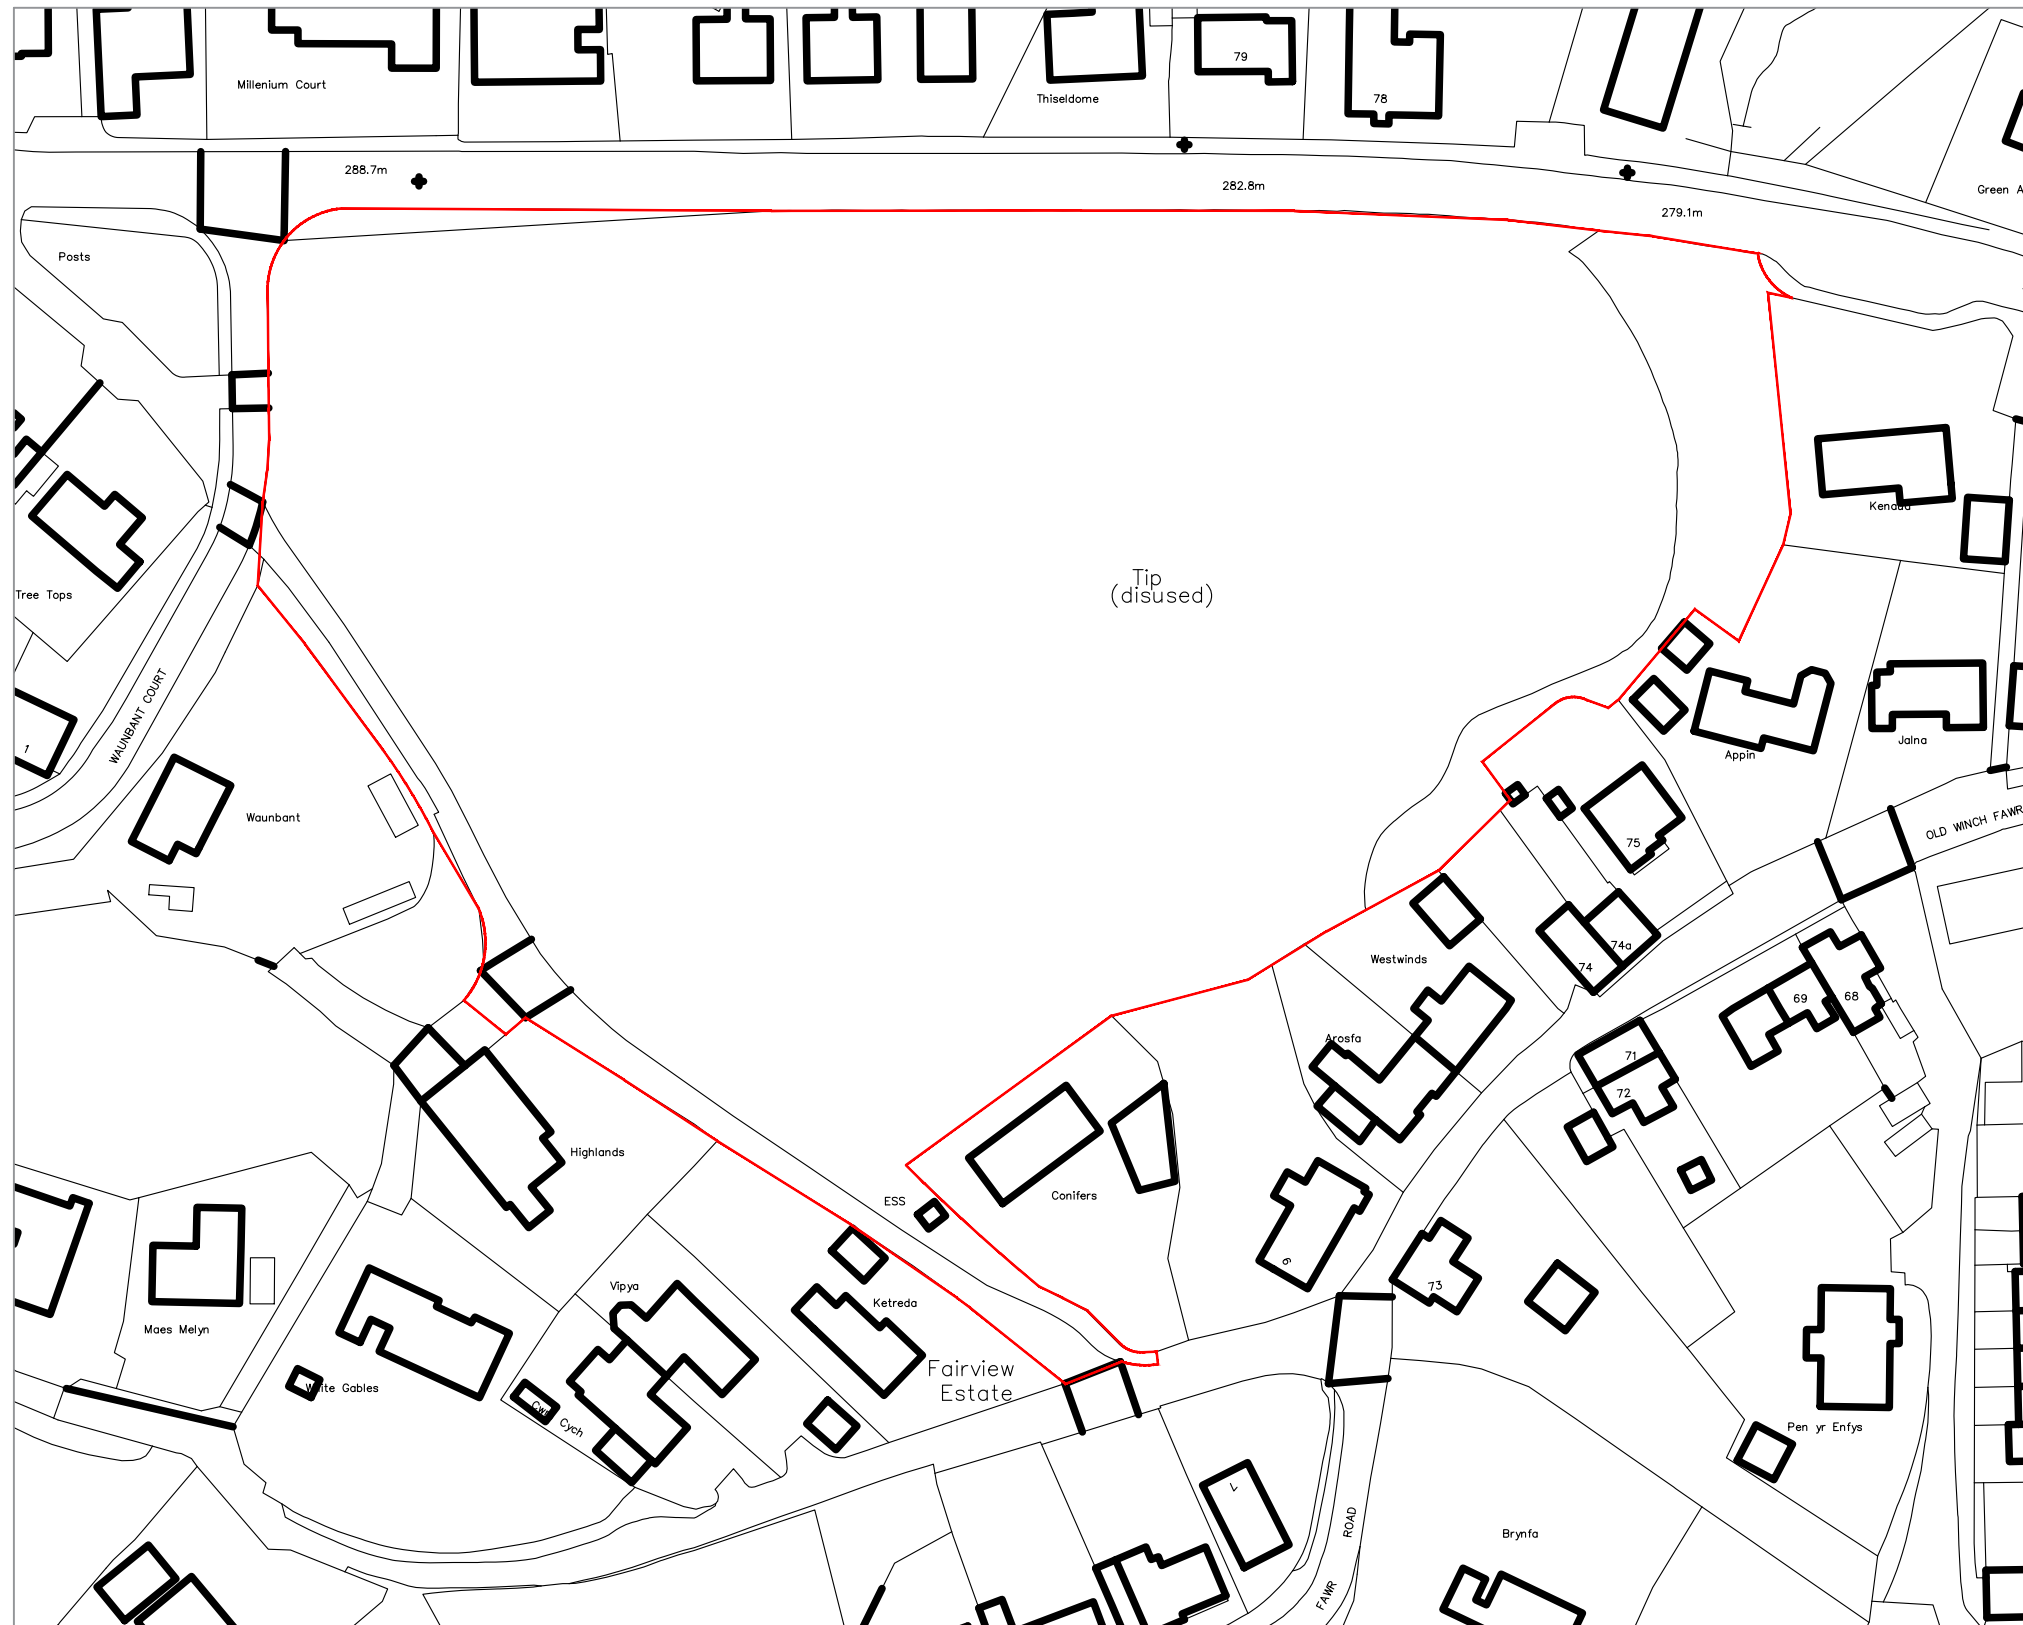 Millenium Court
Thiseldome
79
78
288.7m
282.8m
279.1m
Green A
Posts
Tree Tops
Tip
(disused)
WAUNBANT COURT
1
Waunbant
Appin
Jalna
75
OLD WINCH FAWR
74a
74
Westwinds
Arosfa
69
68
71
72
Highlands
ESS
Conifers
6
73
Maes Melyn
Vipya
Ketreda
White Gables
Cwm Cych
Fairview
Estate
7
Pen yr Enfys
ROAD
FAWR
Brynfa